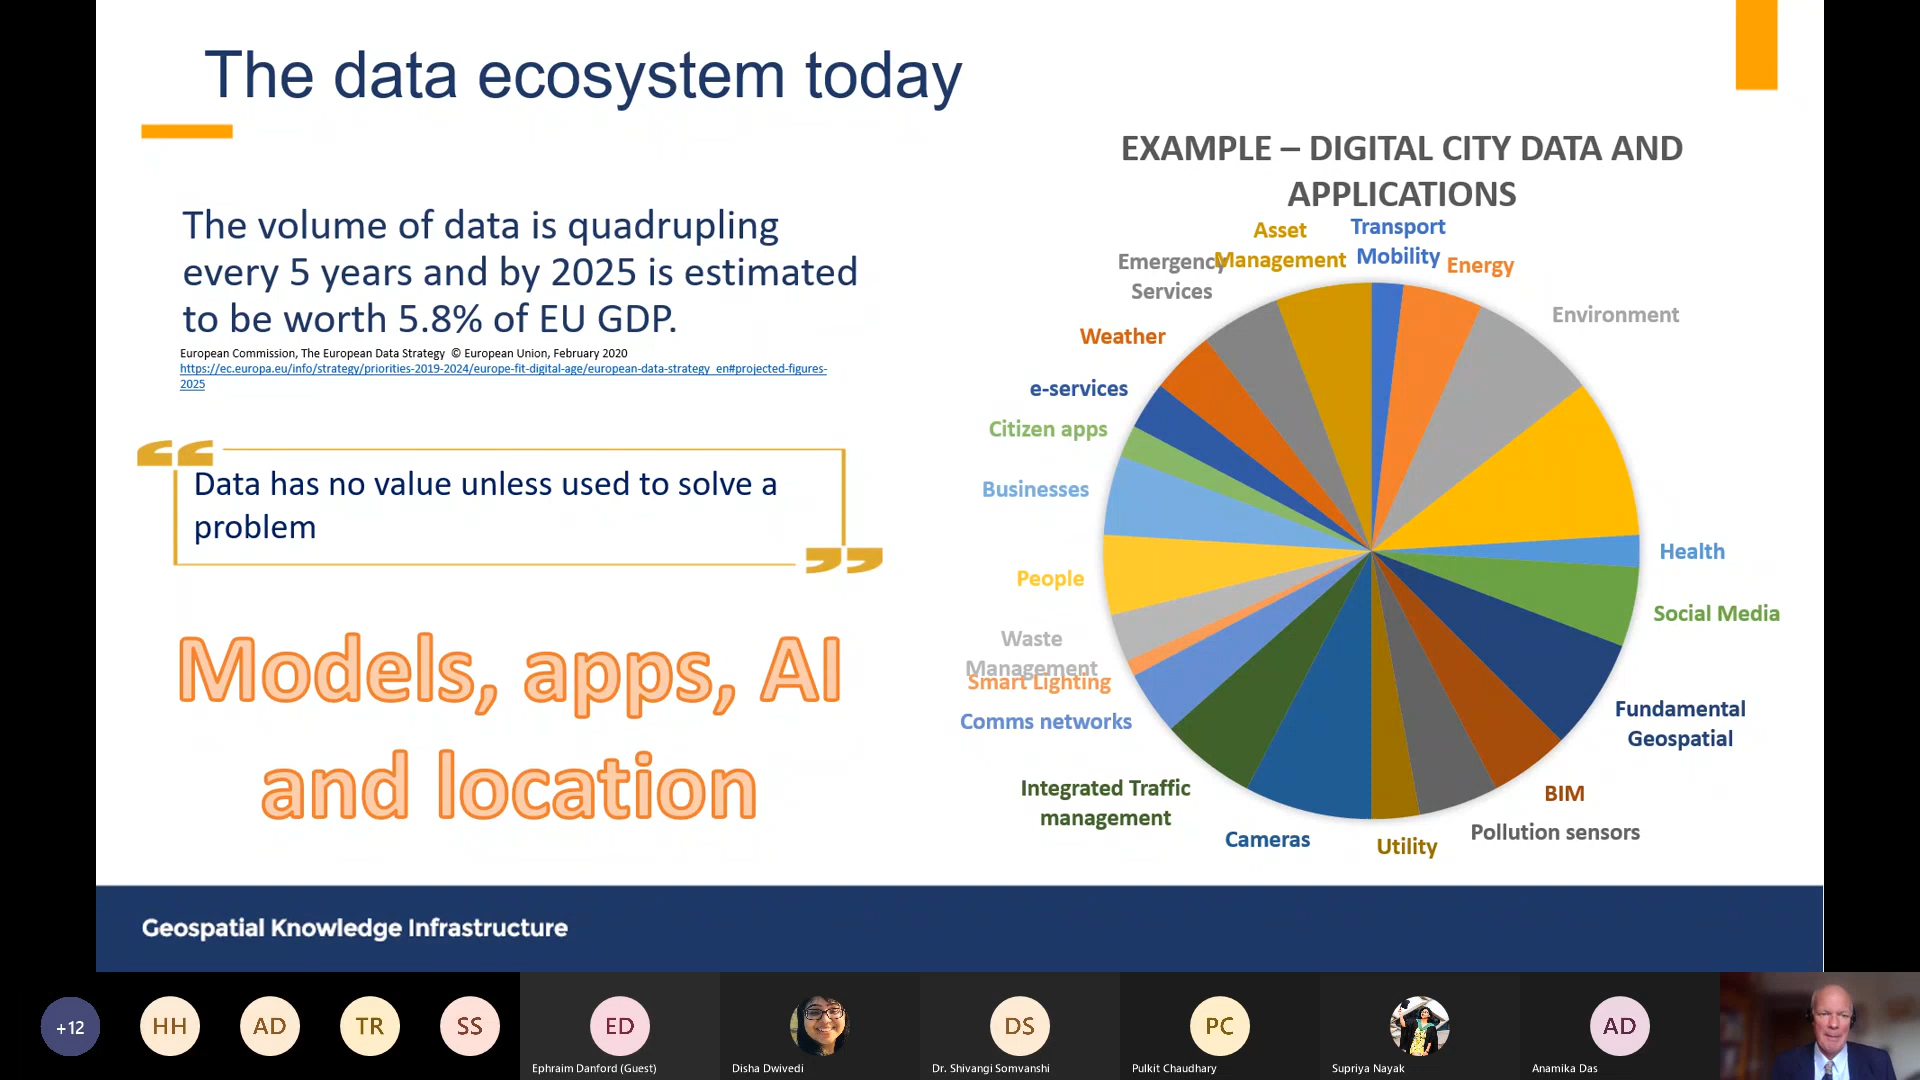 The data ecosystem today
The volume of data is quadrupling
every 5 years and by 2025 is estimated
to be worth 5.8% of EU GDP.
European Commission, The European Data Strategy © European Union, February 2020
https://ec.europa.eu/info/strategy/priorities-2019-2024/europe-fit-digital-age/european-data-strategy_en#projected-figures-
2025
“
Data has no value unless used to solve a
problem
”
Models, apps, AI
and location
EXAMPLE – DIGITAL CITY DATA AND
APPLICATIONS
Transport
Mobility
Energy
Environment
Health
Social Media
Fundamental
Geospatial
BIM
Pollution sensors
Utility
Cameras
Integrated Traffic
management
Comms networks
Smart Lighting
Waste
Management
People
Businesses
Citizen apps
e-services
Weather
Emergency
Services
Asset
Management
Geospatial Knowledge Infrastructure
+12
HH
AD
TR
SS
ED
Ephraim Danford (Guest)
Disha Dwivedi
DS
Dr. Shivangi Somvanshi
PC
Pulkit Chaudhary
Supriya Nayak
AD
Anamika Das